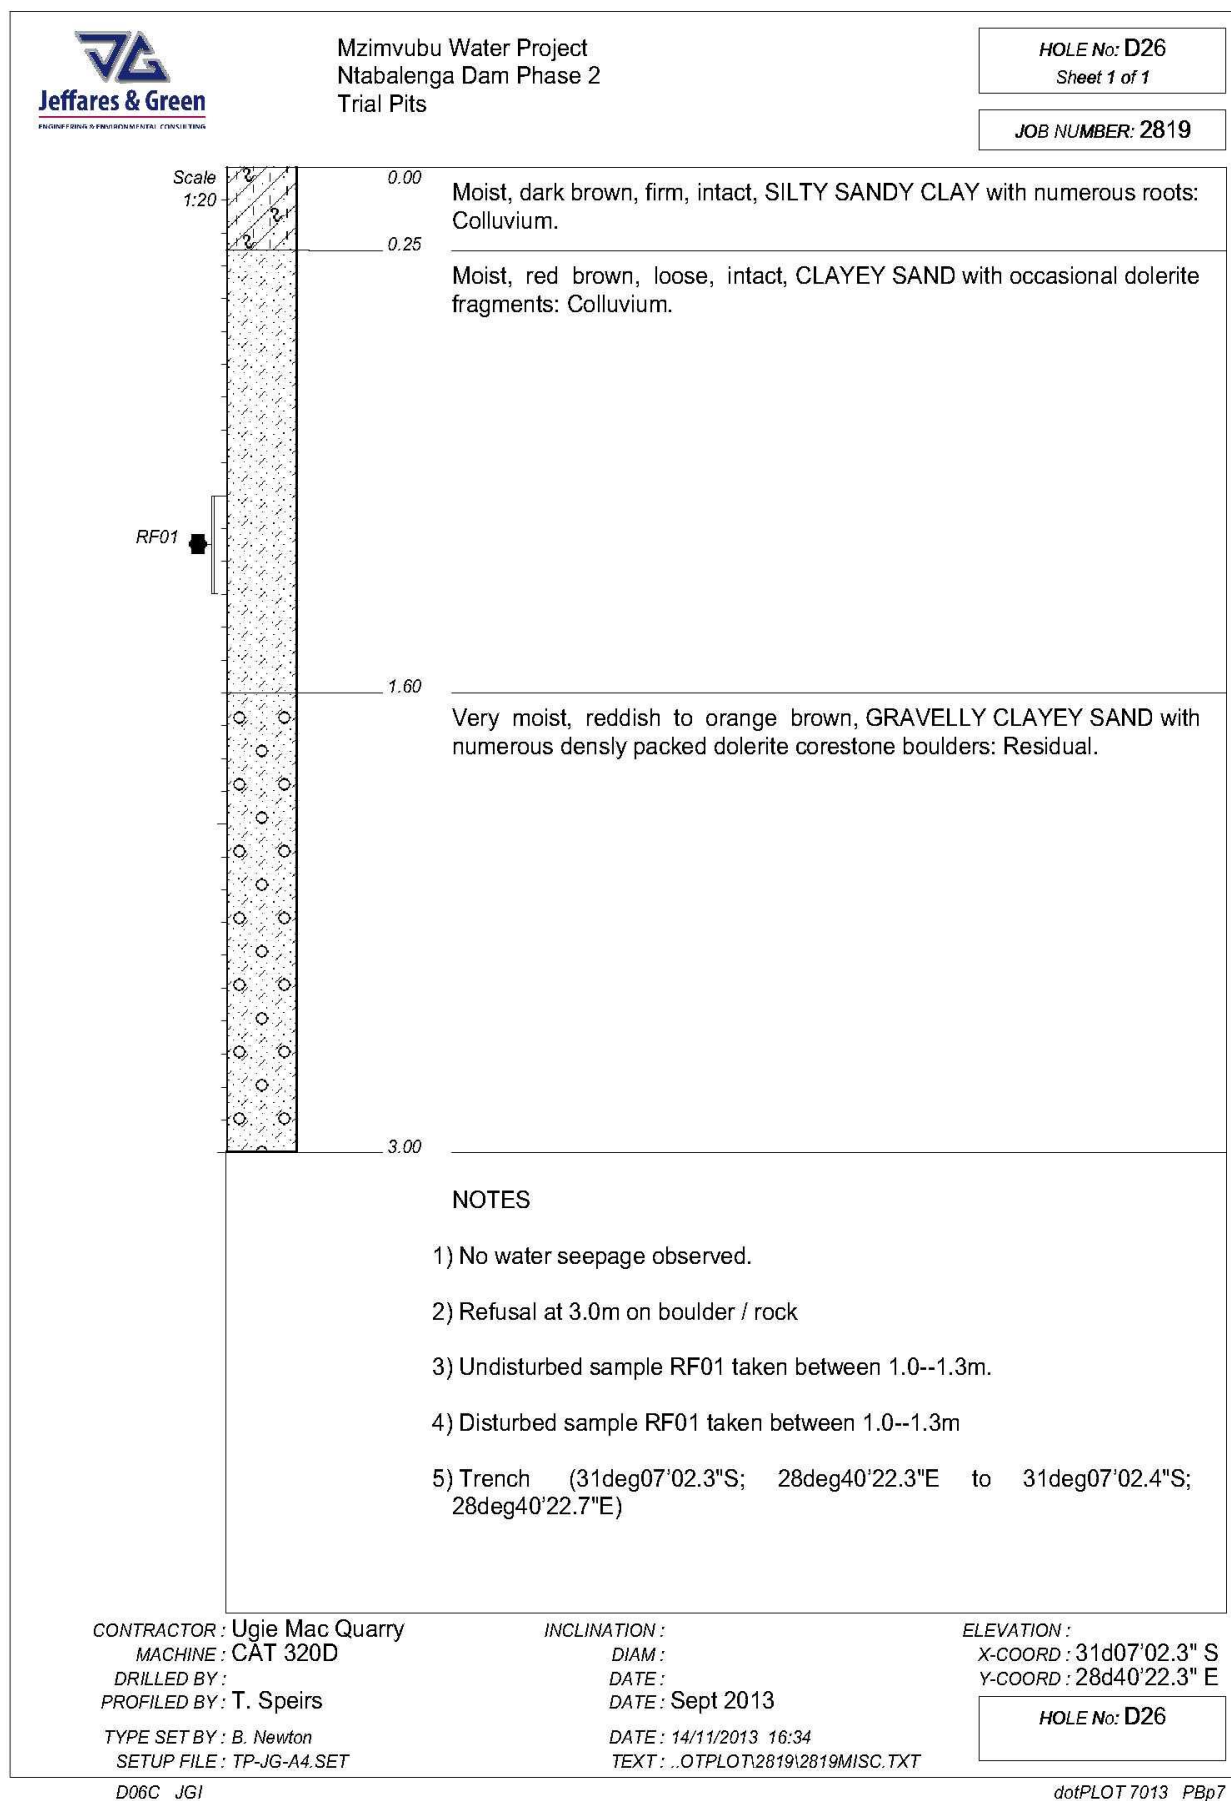 JG
Jeffares & Green
ENGINEERING & ENVIRONMENTAL CONSULTING
Mzimvubu Water Project
Ntabalenga Dam Phase 2
Trial Pits
HOLE No: D26
Sheet 1 of 1
JOB NUMBER: 2819
Scale
1:20
0.00
Moist, dark brown, firm, intact, SILTY SANDY CLAY with numerous roots:
Colluvium.
0.25
Moist, red brown, loose, intact, CLAYEY SAND with occasional dolerite
fragments: Colluvium.
RF01
1.60
Very moist, reddish to orange brown, GRAVELLY CLAYEY SAND with
numerous densly packed dolerite corestone boulders: Residual.
3.00
NOTES
1) No water seepage observed.
2) Refusal at 3.0m on boulder / rock
3) Undisturbed sample RF01 taken between 1.0--1.3m.
4) Disturbed sample RF01 taken between 1.0--1.3m
5) Trench (31deg07'02.3"S; 28deg40'22.3"E to 31deg07'02.4"S;
28deg40'22.7"E)
CONTRACTOR : Ugie Mac Quarry
MACHINE : CAT 320D
DRILLED BY :
PROFILED BY : T. Speirs
TYPE SET BY : B. Newton
SETUP FILE : TP-JG-A4.SET
INCLINATION :
DIAM :
DATE :
DATE : Sept 2013
DATE : 14/11/2013 16:34
TEXT : ..OTPLOT\2819\2819MISC.TXT
ELEVATION :
X-COORD : 31d07'02.3" S
Y-COORD : 28d40'22.3" E
HOLE No: D26
D06C JGI
dotPLOT 7013 PBp7